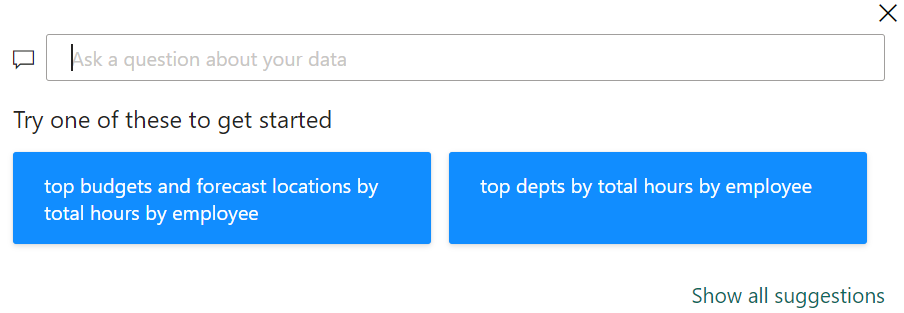 Ask a question about your data
Try one of these to get started
top budgets and forecast locations by
total hours by employee
top depts by total hours by employee
Show all suggestions